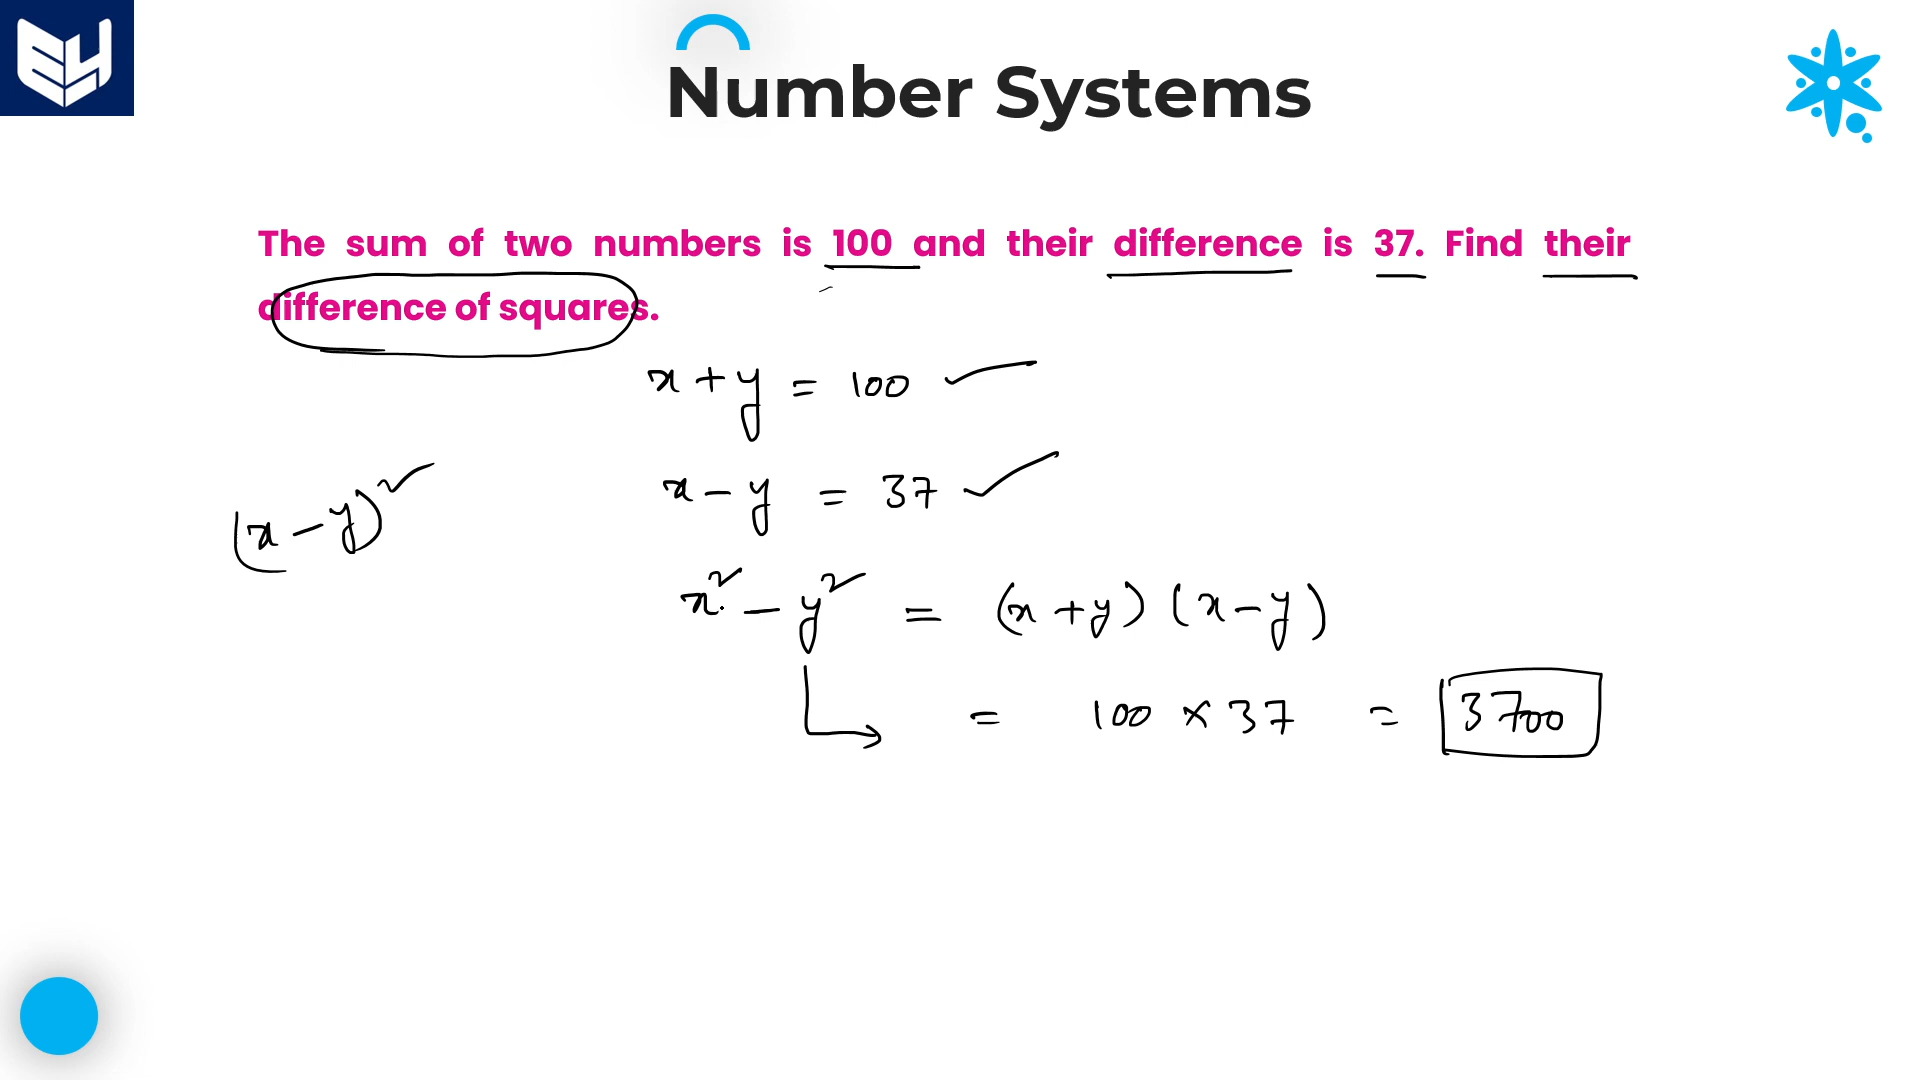 Number Systems
The sum of two numbers is 100 and their difference is 37. Find their
difference of squares.
x + y = 100
x - y = 37
(x - y)²
x² - y² = (x + y) (x - y)
= 100 × 37 = 3700